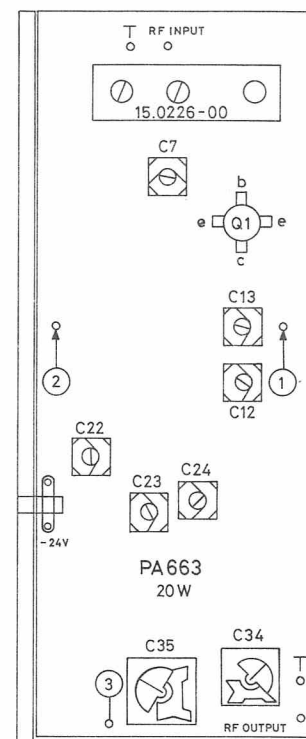 RF INPUT
15.0226-00
C7
b
e Q1 e
c
C13
2
1
C12
C22
C23
C24
-24V
PA663
20W
C35
C34
3
RF OUTPUT